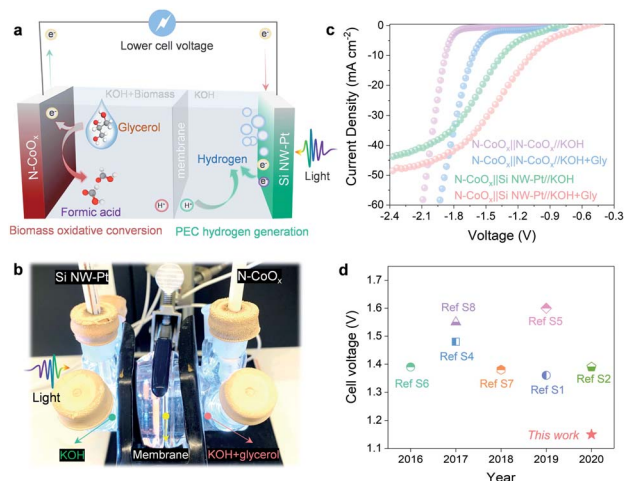 a
e⁻
e⁻
Lower cell voltage
KOH+Biomass
KOH
N-CoOₓ
e⁻
Glycerol
membrane
Hydrogen
e⁻
e⁻
Si NW-Pt
Light
Formic acid
h⁺
H⁺
H⁺
Biomass oxidative conversion
PEC hydrogen generation
b
Si NW-Pt
N-CoOₓ
Light
KOH
Membrane
KOH+glycerol
c
Current Density (mA cm⁻²)
0
-10
-20
-30
-40
-50
-60
N-CoOₓ||N-CoOₓ//KOH
N-CoOₓ||N-CoOₓ//KOH+Gly
N-CoOₓ||Si NW-Pt//KOH
N-CoOₓ||Si NW-Pt//KOH+Gly
-2.4 -2.1 -1.8 -1.5 -1.2 -0.9 -0.6 -0.3
Voltage (V)
d
Cell voltage (V)
1.7
1.6
1.5
1.4
1.3
1.2
1.1
Ref S8
Ref S5
Ref S4
Ref S6
Ref S7
Ref S1
Ref S2
This work
2016 2017 2018 2019 2020
Year